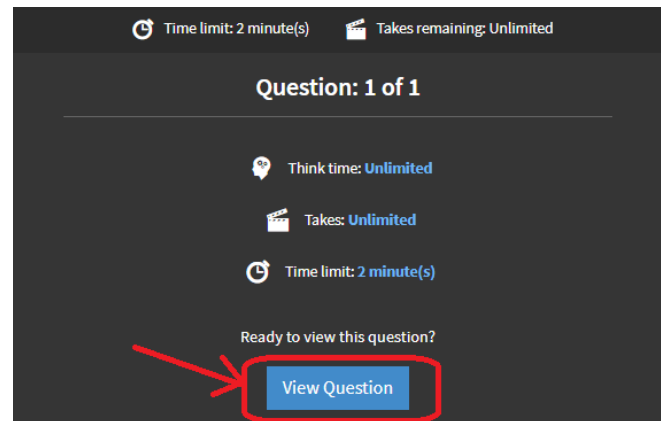 Time limit: 2 minute(s) Takes remaining: Unlimited
Question: 1 of 1
Think time: Unlimited
Takes: Unlimited
Time limit: 2 minute(s)
Ready to view this question?
View Question